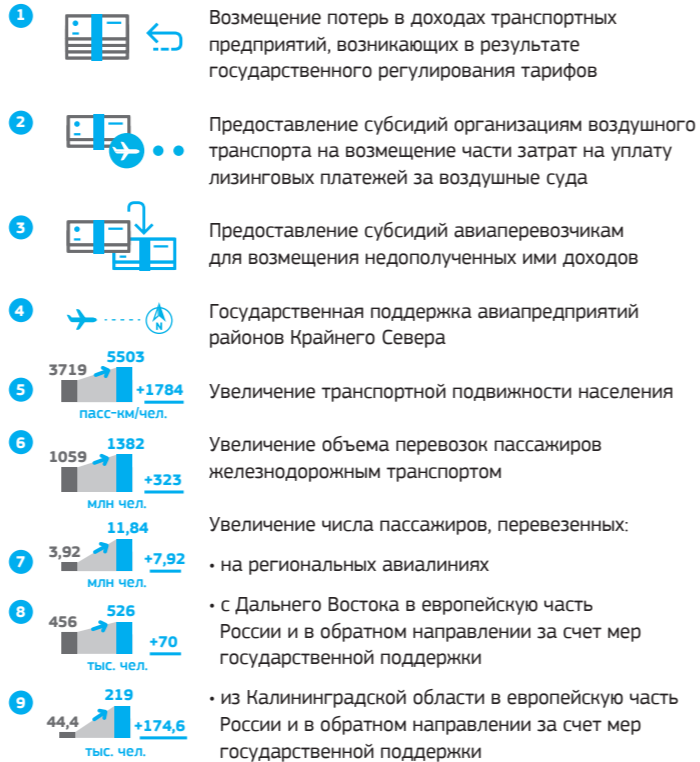 1
Возмещение потерь в доходах транспортных
предприятий, возникающих в результате
государственного регулирования тарифов
2
Предоставление субсидий организациям воздушного
транспорта на возмещение части затрат на уплату
лизинговых платежей за воздушные суда
3
Предоставление субсидий авиаперевозчикам
для возмещения недополученных ими доходов
4
N
Государственная поддержка авиапредприятий
районов Крайнего Севера
5
3719
5503
+1784
пасс-км/чел.
Увеличение транспортной подвижности населения
6
1059
1382
+323
млн чел.
Увеличение объема перевозок пассажиров
железнодорожным транспортом
Увеличение числа пассажиров, перевезенных:
7
3,92
11,84
+7,92
млн чел.
• на региональных авиалиниях
8
456
526
+70
тыс. чел.
• с Дальнего Востока в европейскую часть
России и в обратном направлении за счет мер
государственной поддержки
9
44,4
219
+174,6
тыс. чел.
• из Калининградской области в европейскую часть
России и в обратном направлении за счет мер
государственной поддержки